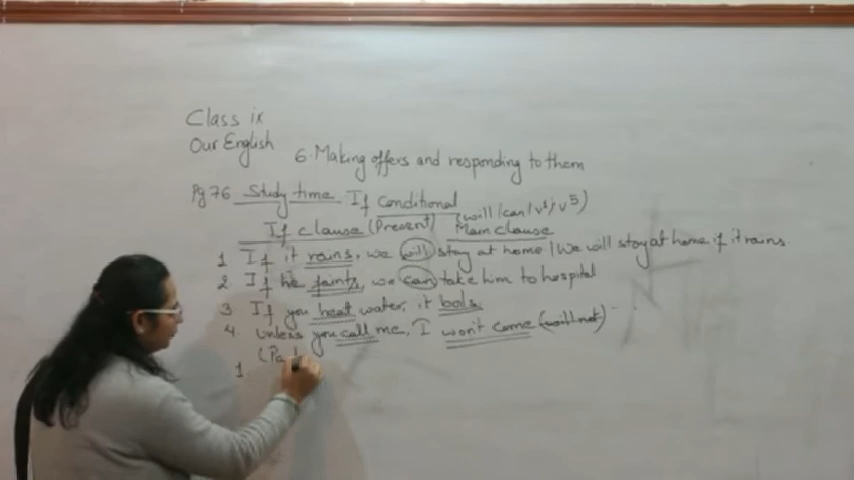 Class ix
Our English
6. Making offers and responding to them
Pg 76 Study time If conditional
(will/can/v¹/v⁵)
If clause (Present) Main clause
1 If it rains, we will stay at home / We will stay at home if it rains.
2 If he faints, we can take him to hospital
3. If you heat water, it boils.
4. unless you call me, I won't come (will not)
(Pa
1.